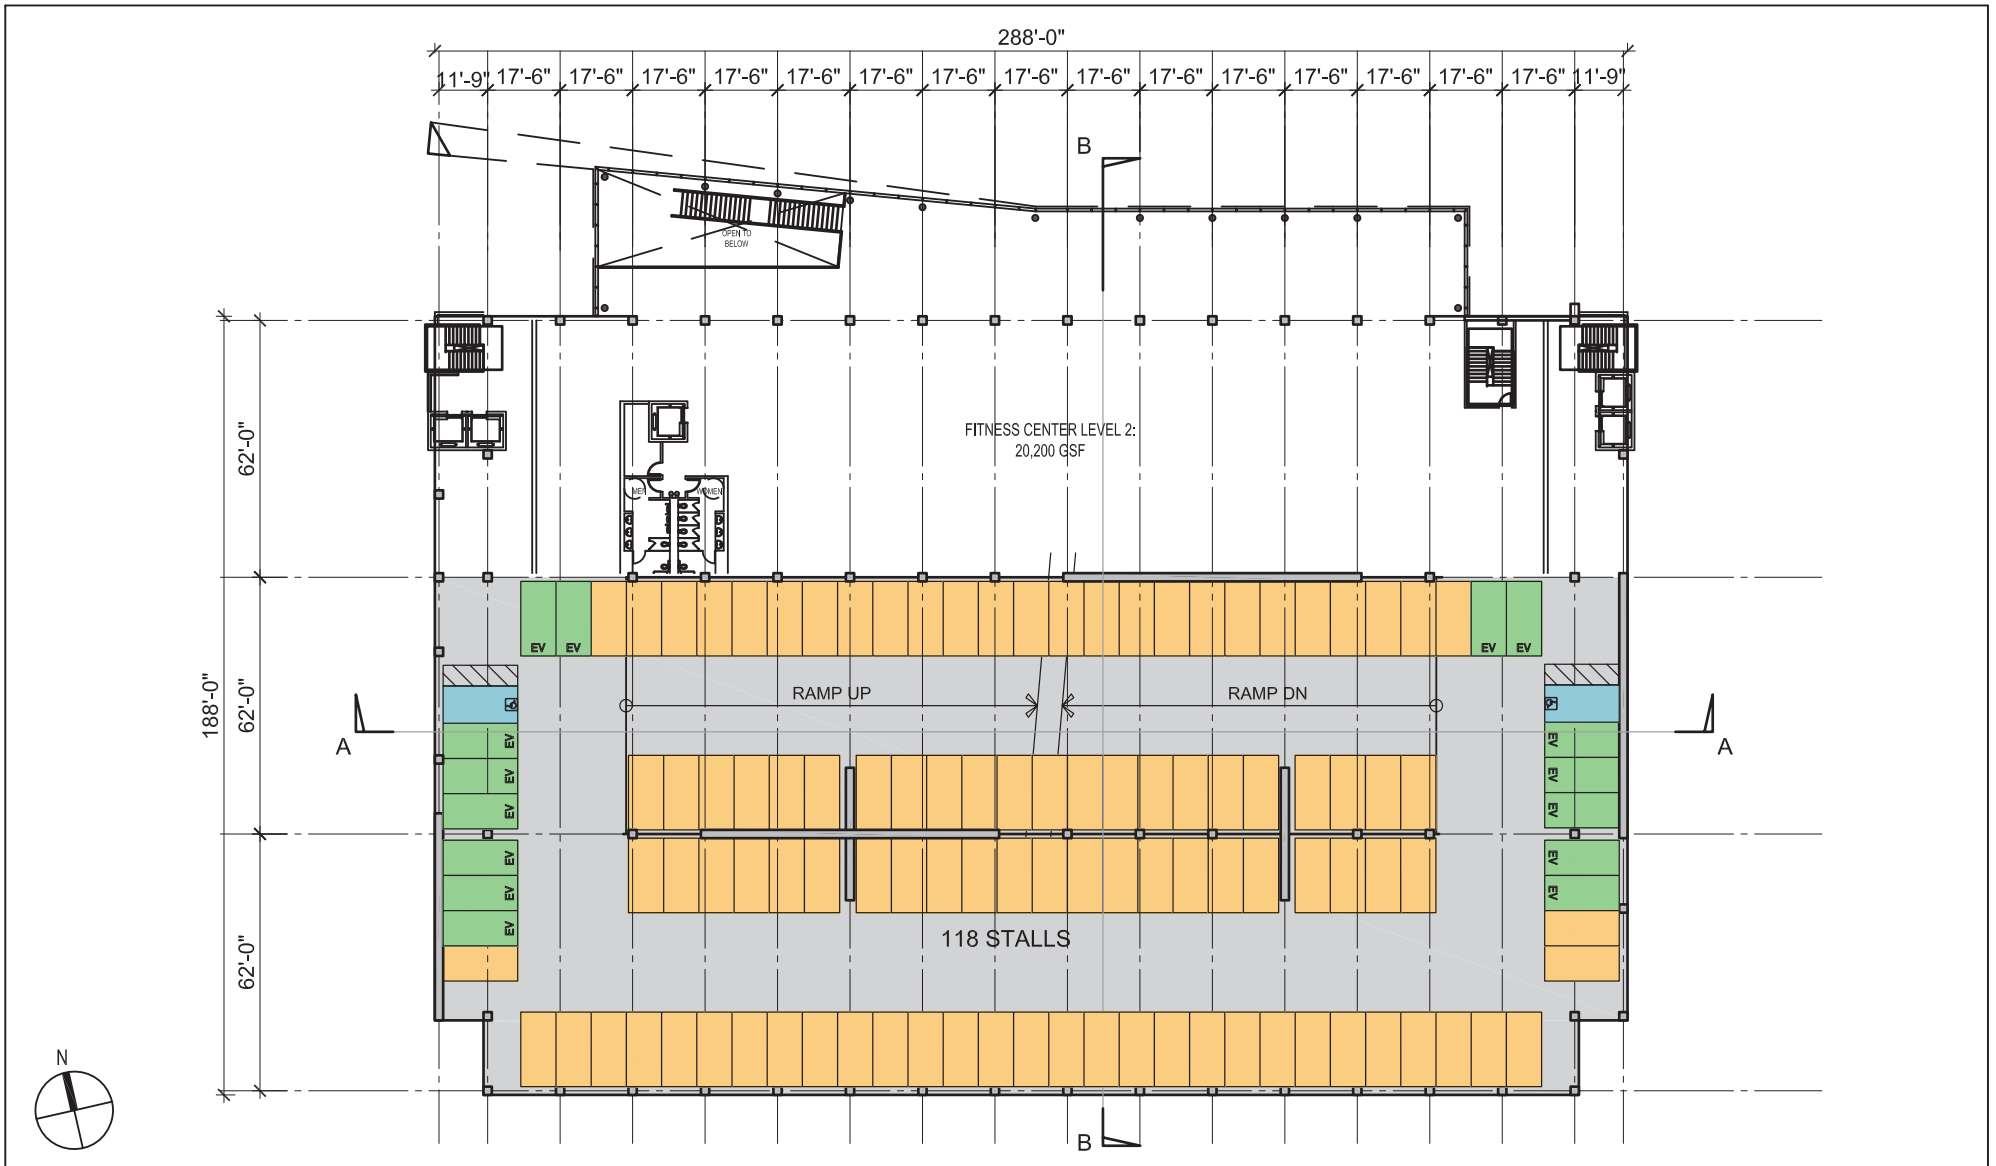 288'-0"
11'-9" 17'-6" 17'-6" 17'-6" 17'-6" 17'-6" 17'-6" 17'-6" 17'-6" 17'-6" 17'-6" 17'-6" 17'-6" 17'-6" 17'-6" 17'-6" 11'-9"
B
OPEN TO
BELOW
FITNESS CENTER LEVEL 2:
20,200 GSF
62'-0"
MEN WOMEN
EV EV EV EV
188'-0"
62'-0"
RAMP UP RAMP DN
A A
EV EV
EV EV
EV EV
EV EV
EV EV
EV
62'-0"
118 STALLS
N
B